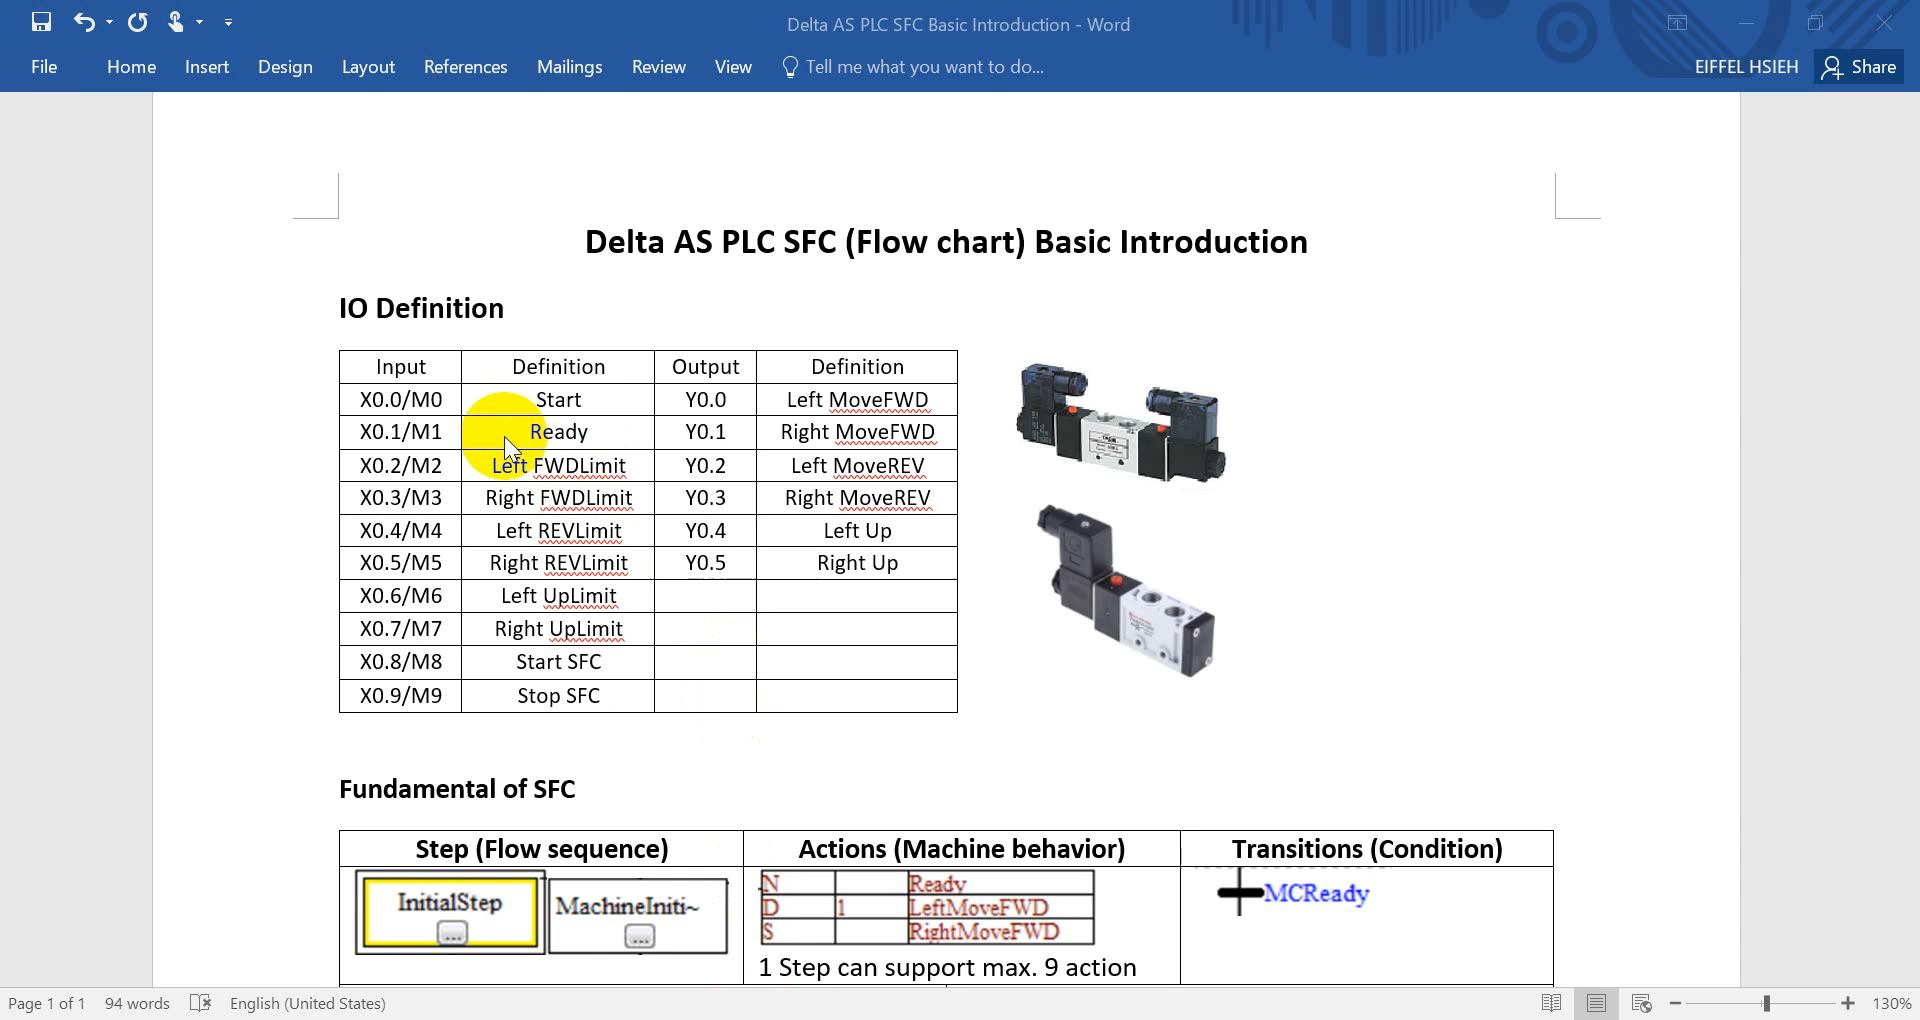 Delta AS PLC SFC Basic Introduction - Word
File Home Insert Design Layout References Mailings Review View Tell me what you want to do... EIFFEL HSIEH Share
Delta AS PLC SFC (Flow chart) Basic Introduction
IO Definition
Input Definition Output Definition
X0.0/M0 Start Y0.0 Left MoveFWD
X0.1/M1 Ready Y0.1 Right MoveFWD
X0.2/M2 Left FWDLimit Y0.2 Left MoveREV
X0.3/M3 Right FWDLimit Y0.3 Right MoveREV
X0.4/M4 Left REVLimit Y0.4 Left Up
X0.5/M5 Right REVLimit Y0.5 Right Up
X0.6/M6 Left UpLimit
X0.7/M7 Right UpLimit
X0.8/M8 Start SFC
X0.9/M9 Stop SFC
Fundamental of SFC
Step (Flow sequence) Actions (Machine behavior) Transitions (Condition)
InitialStep MachineIniti~
...
...
N Ready
D 1 LeftMoveFWD
S RightMoveFWD
1 Step can support max. 9 action
MCReady
Page 1 of 1 94 words English (United States) 130%